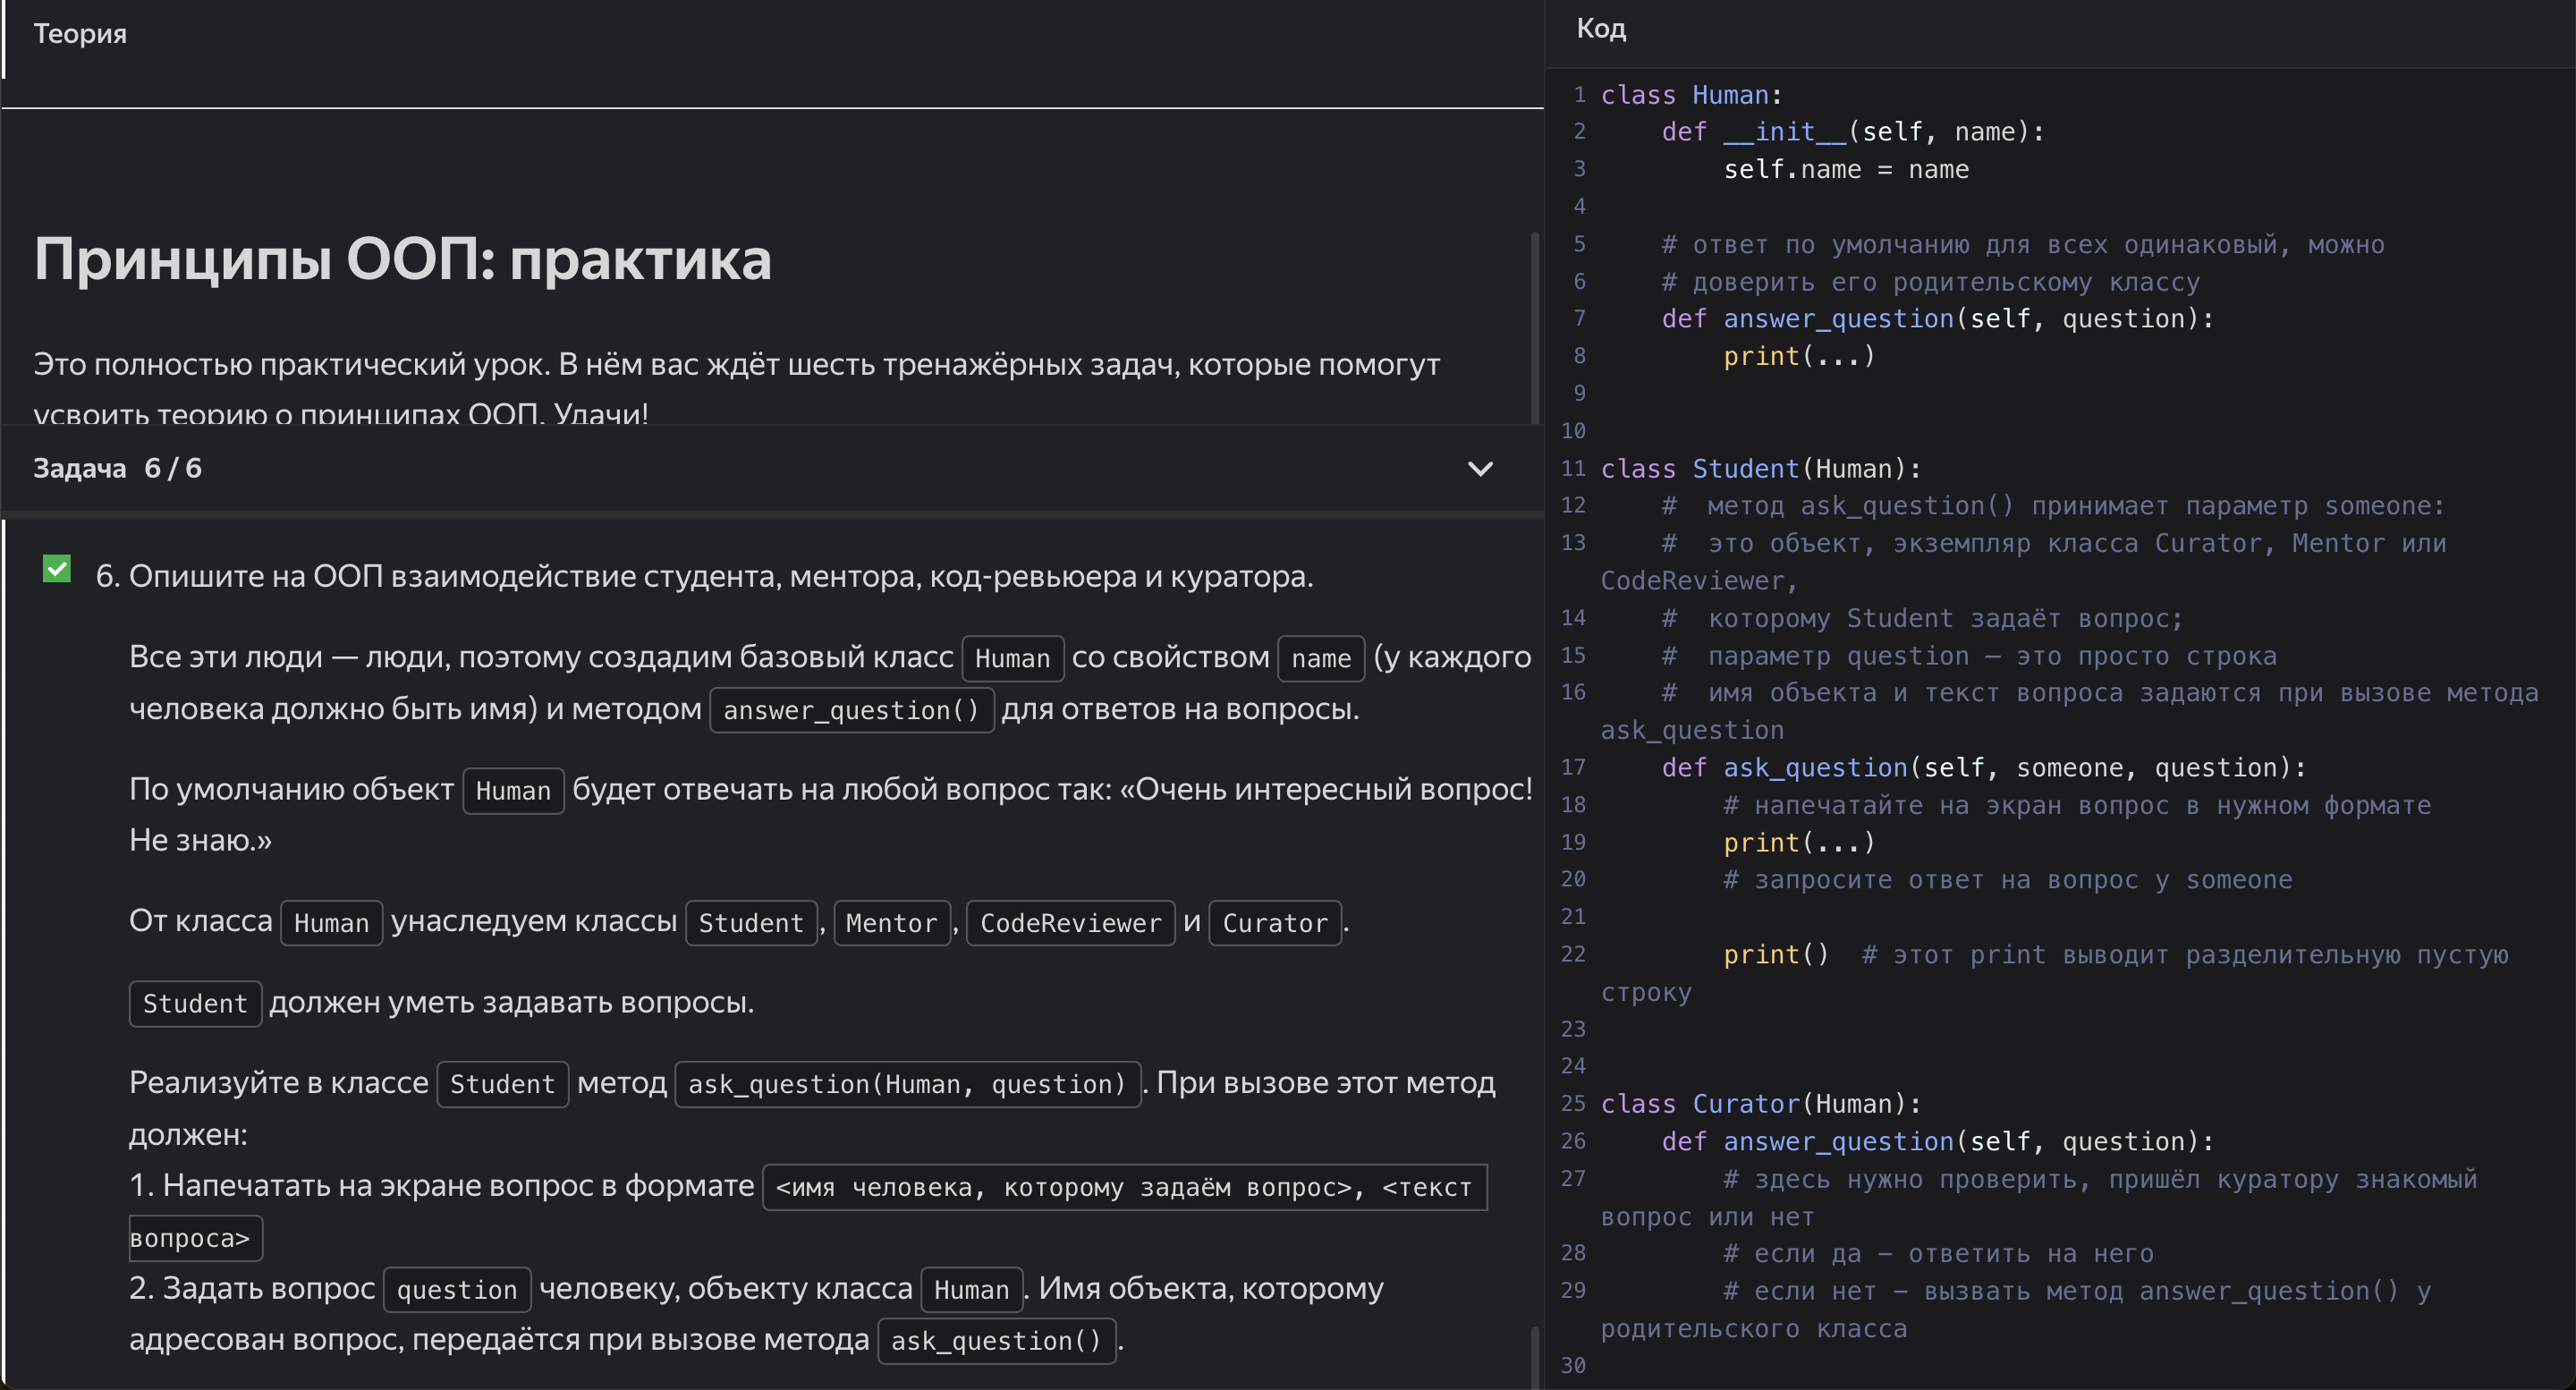 Теория
Принципы ООП: практика
Это полностью практический урок. В нём вас ждёт шесть тренажёрных задач, которые помогут
усвоить теорию о принципах ООП. Удачи!
Задача 6 / 6
6. Опишите на ООП взаимодействие студента, ментора, код-ревьюера и куратора.
Все эти люди — люди, поэтому создадим базовый класс Human со свойством name (у каждого
человека должно быть имя) и методом answer_question() для ответов на вопросы.
По умолчанию объект Human будет отвечать на любой вопрос так: «Очень интересный вопрос!
Не знаю.»
От класса Human унаследуем классы Student, Mentor, CodeReviewer и Curator.
Student должен уметь задавать вопросы.
Реализуйте в классе Student метод ask_question(Human, question). При вызове этот метод
должен:
1. Напечатать на экране вопрос в формате <имя человека, которому задаём вопрос>, <текст
вопроса>
2. Задать вопрос question человеку, объекту класса Human. Имя объекта, которому
адресован вопрос, передаётся при вызове метода ask_question().
Код
1 class Human:
2     def __init__(self, name):
3         self.name = name
4
5     # ответ по умолчанию для всех одинаковый, можно
6     # доверить его родительскому классу
7     def answer_question(self, question):
8         print(...)
9
10
11 class Student(Human):
12     #  метод ask_question() принимает параметр someone:
13     #  это объект, экземпляр класса Curator, Mentor или
CodeReviewer,
14     #  которому Student задаёт вопрос;
15     #  параметр question — это просто строка
16     #  имя объекта и текст вопроса задаются при вызове метода
ask_question
17     def ask_question(self, someone, question):
18         # напечатайте на экран вопрос в нужном формате
19         print(...)
20         # запросите ответ на вопрос у someone
21
22         print()  # этот print выводит разделительную пустую
строку
23
24
25 class Curator(Human):
26     def answer_question(self, question):
27         # здесь нужно проверить, пришёл куратору знакомый
вопрос или нет
28         # если да – ответить на него
29         # если нет – вызвать метод answer_question() у
родительского класса
30